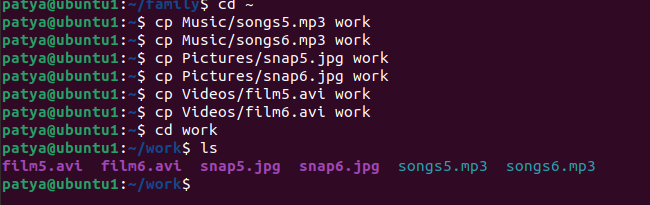 patya@ubuntu1:~/family$ cd ~
patya@ubuntu1:~$ cp Music/songs5.mp3 work
patya@ubuntu1:~$ cp Music/songs6.mp3 work
patya@ubuntu1:~$ cp Pictures/snap5.jpg work
patya@ubuntu1:~$ cp Pictures/snap6.jpg work
patya@ubuntu1:~$ cp Videos/film5.avi work
patya@ubuntu1:~$ cp Videos/film6.avi work
patya@ubuntu1:~$ cd work
patya@ubuntu1:~/work$ ls
film5.avi  film6.avi  snap5.jpg  snap6.jpg  songs5.mp3  songs6.mp3
patya@ubuntu1:~/work$